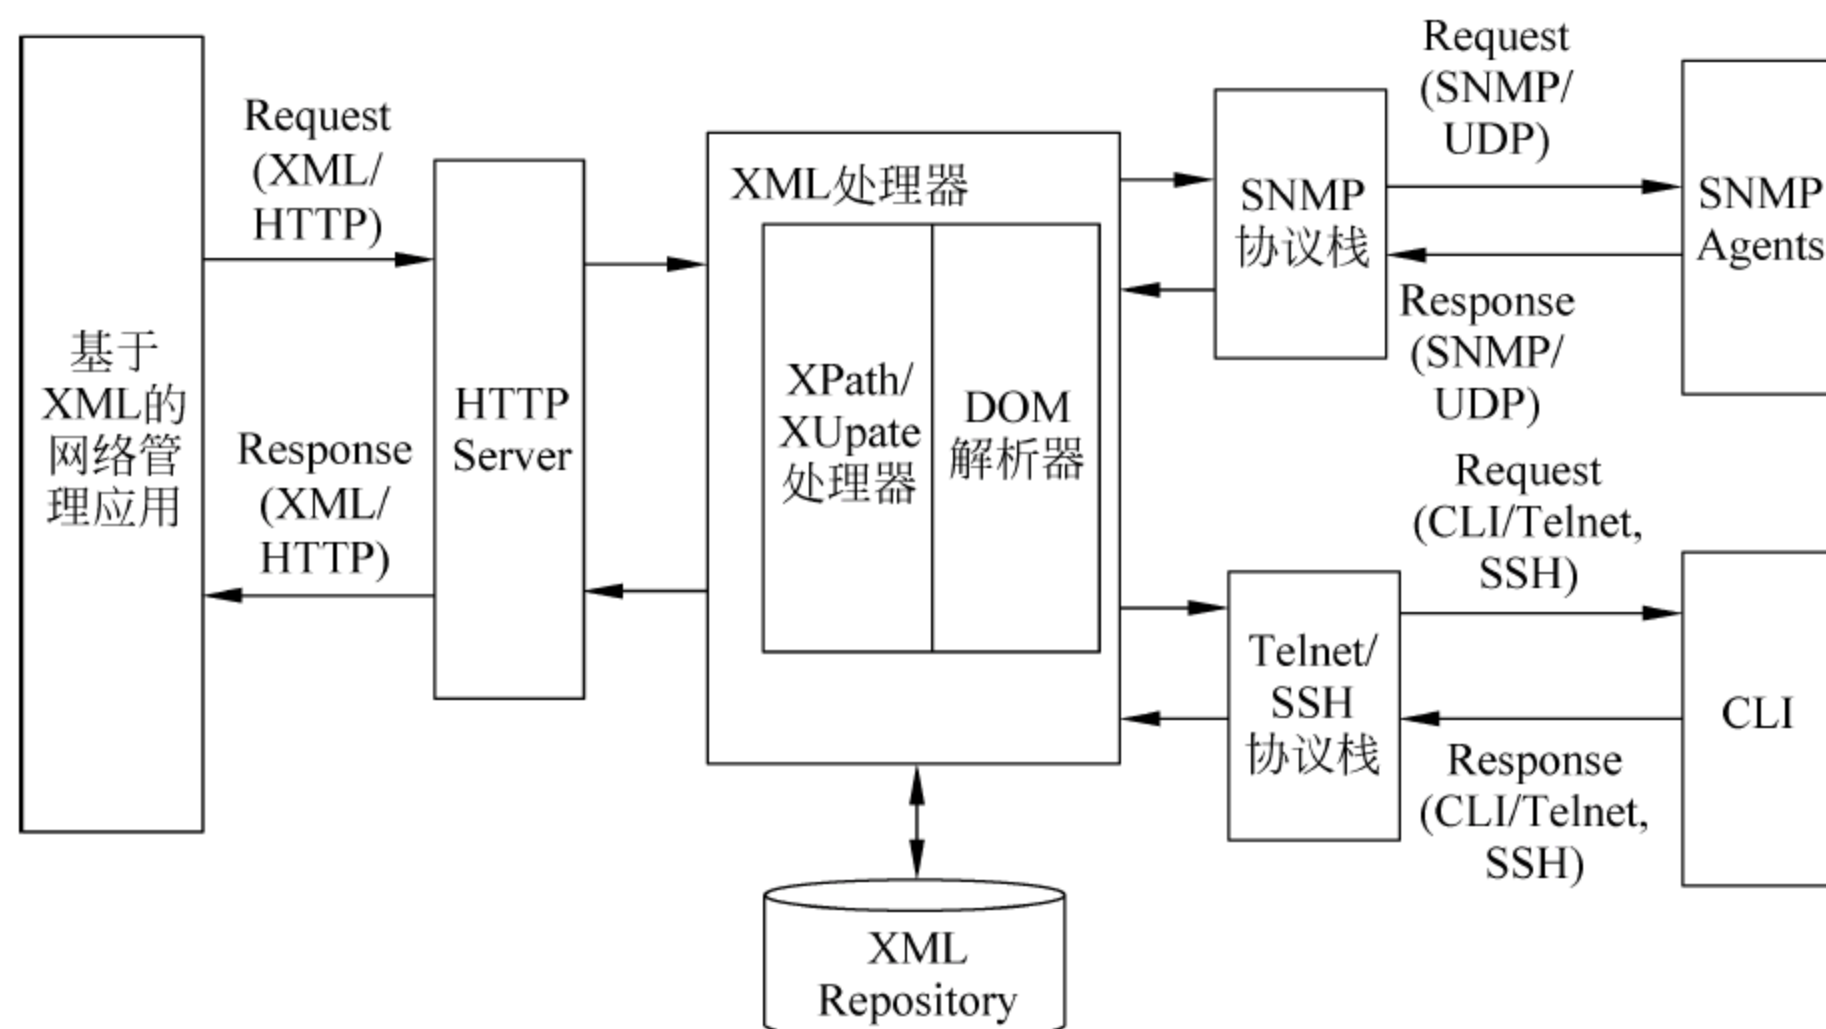 基于
XML的
网络管
理应用
Request
(XML/
HTTP)
Response
(XML/
HTTP)
HTTP
Server
XML处理器
XPath/
XUpate
处理器
DOM
解析器
XML
Repository
SNMP
协议栈
Request
(SNMP/
UDP)
Response
(SNMP/
UDP)
SNMP
Agents
Telnet/
SSH
协议栈
Request
(CLI/Telnet,
SSH)
Response
(CLI/Telnet,
SSH)
CLI